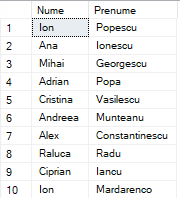 Nume Prenume
1 Ion Popescu
2 Ana Ionescu
3 Mihai Georgescu
4 Adrian Popa
5 Cristina Vasilescu
6 Andreea Munteanu
7 Alex Constantinescu
8 Raluca Radu
9 Ciprian Iancu
10 Ion Mardarenco